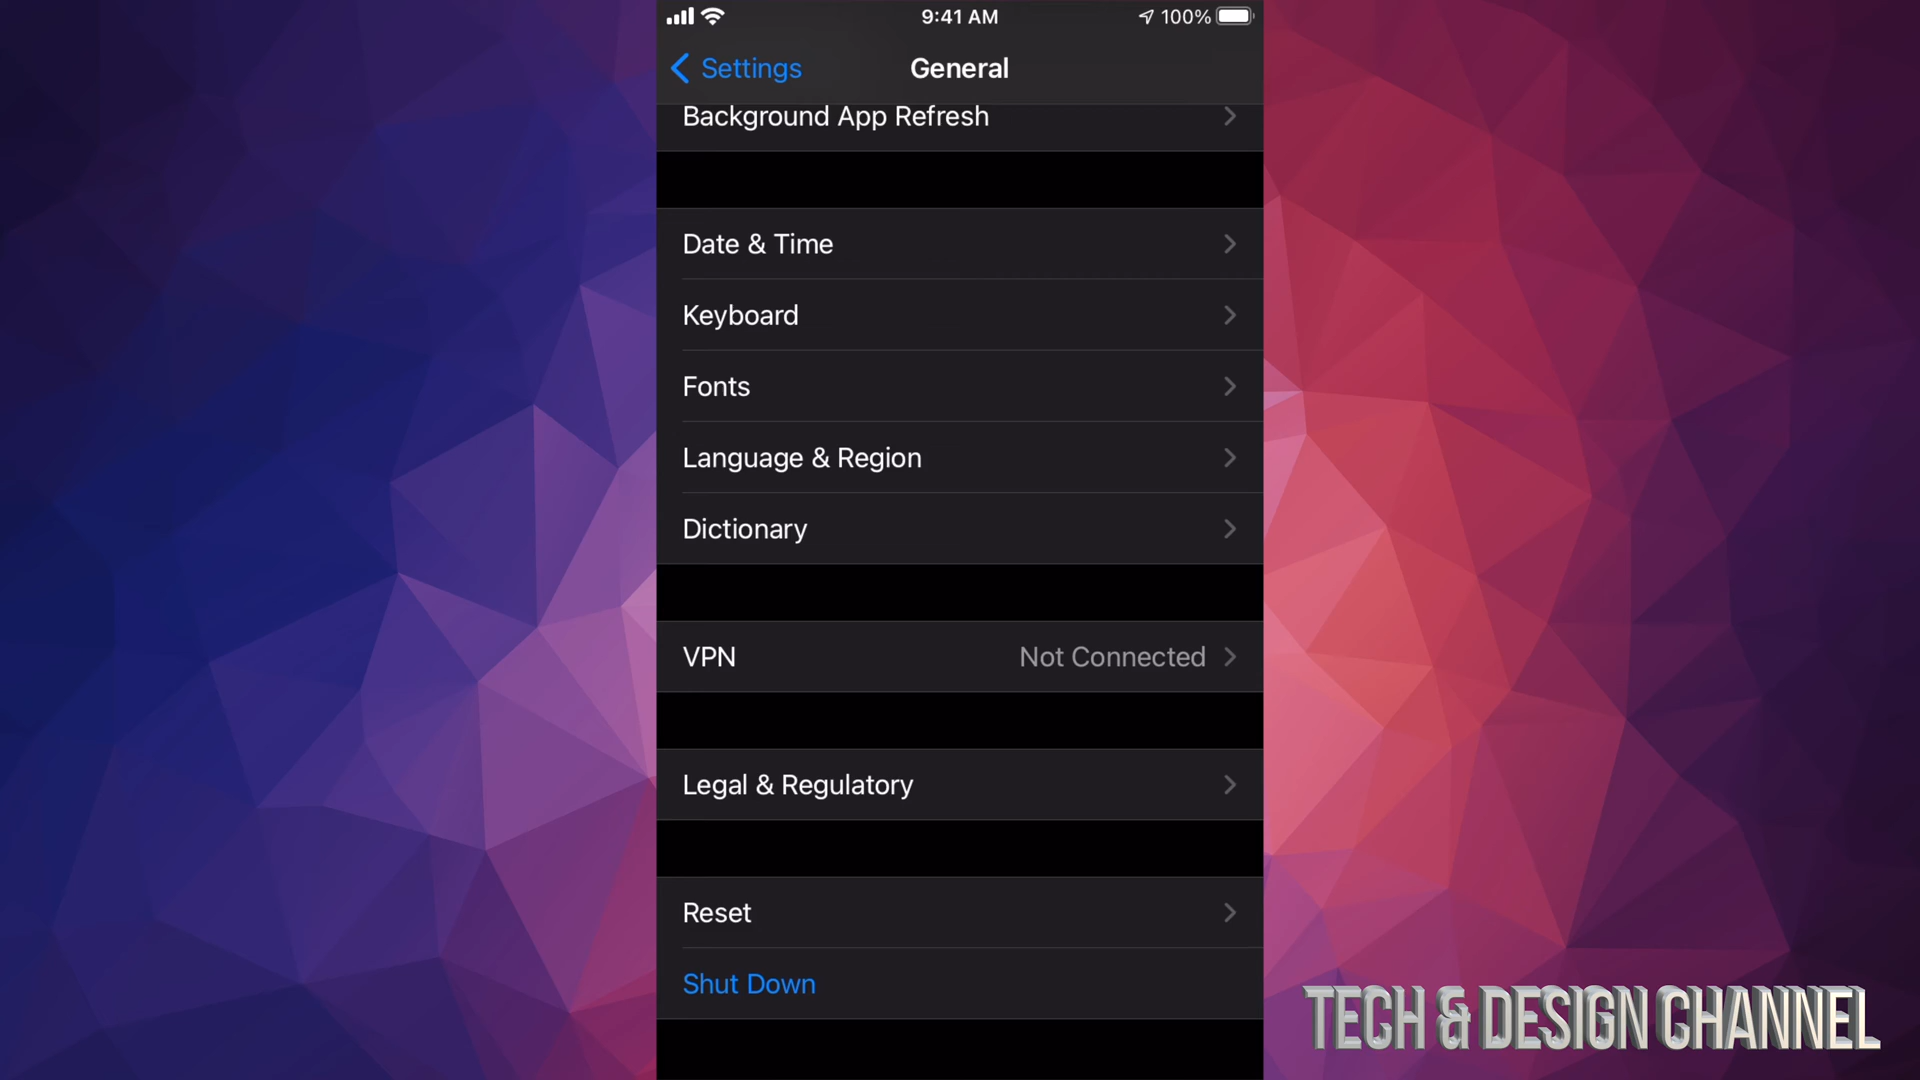 9:41 AM
100%
Settings
General
Background App Refresh
Date & Time
Keyboard
Fonts
Language & Region
Dictionary
VPN
Not Connected
Legal & Regulatory
Reset
Shut Down
TECH & DESIGN CHANNEL